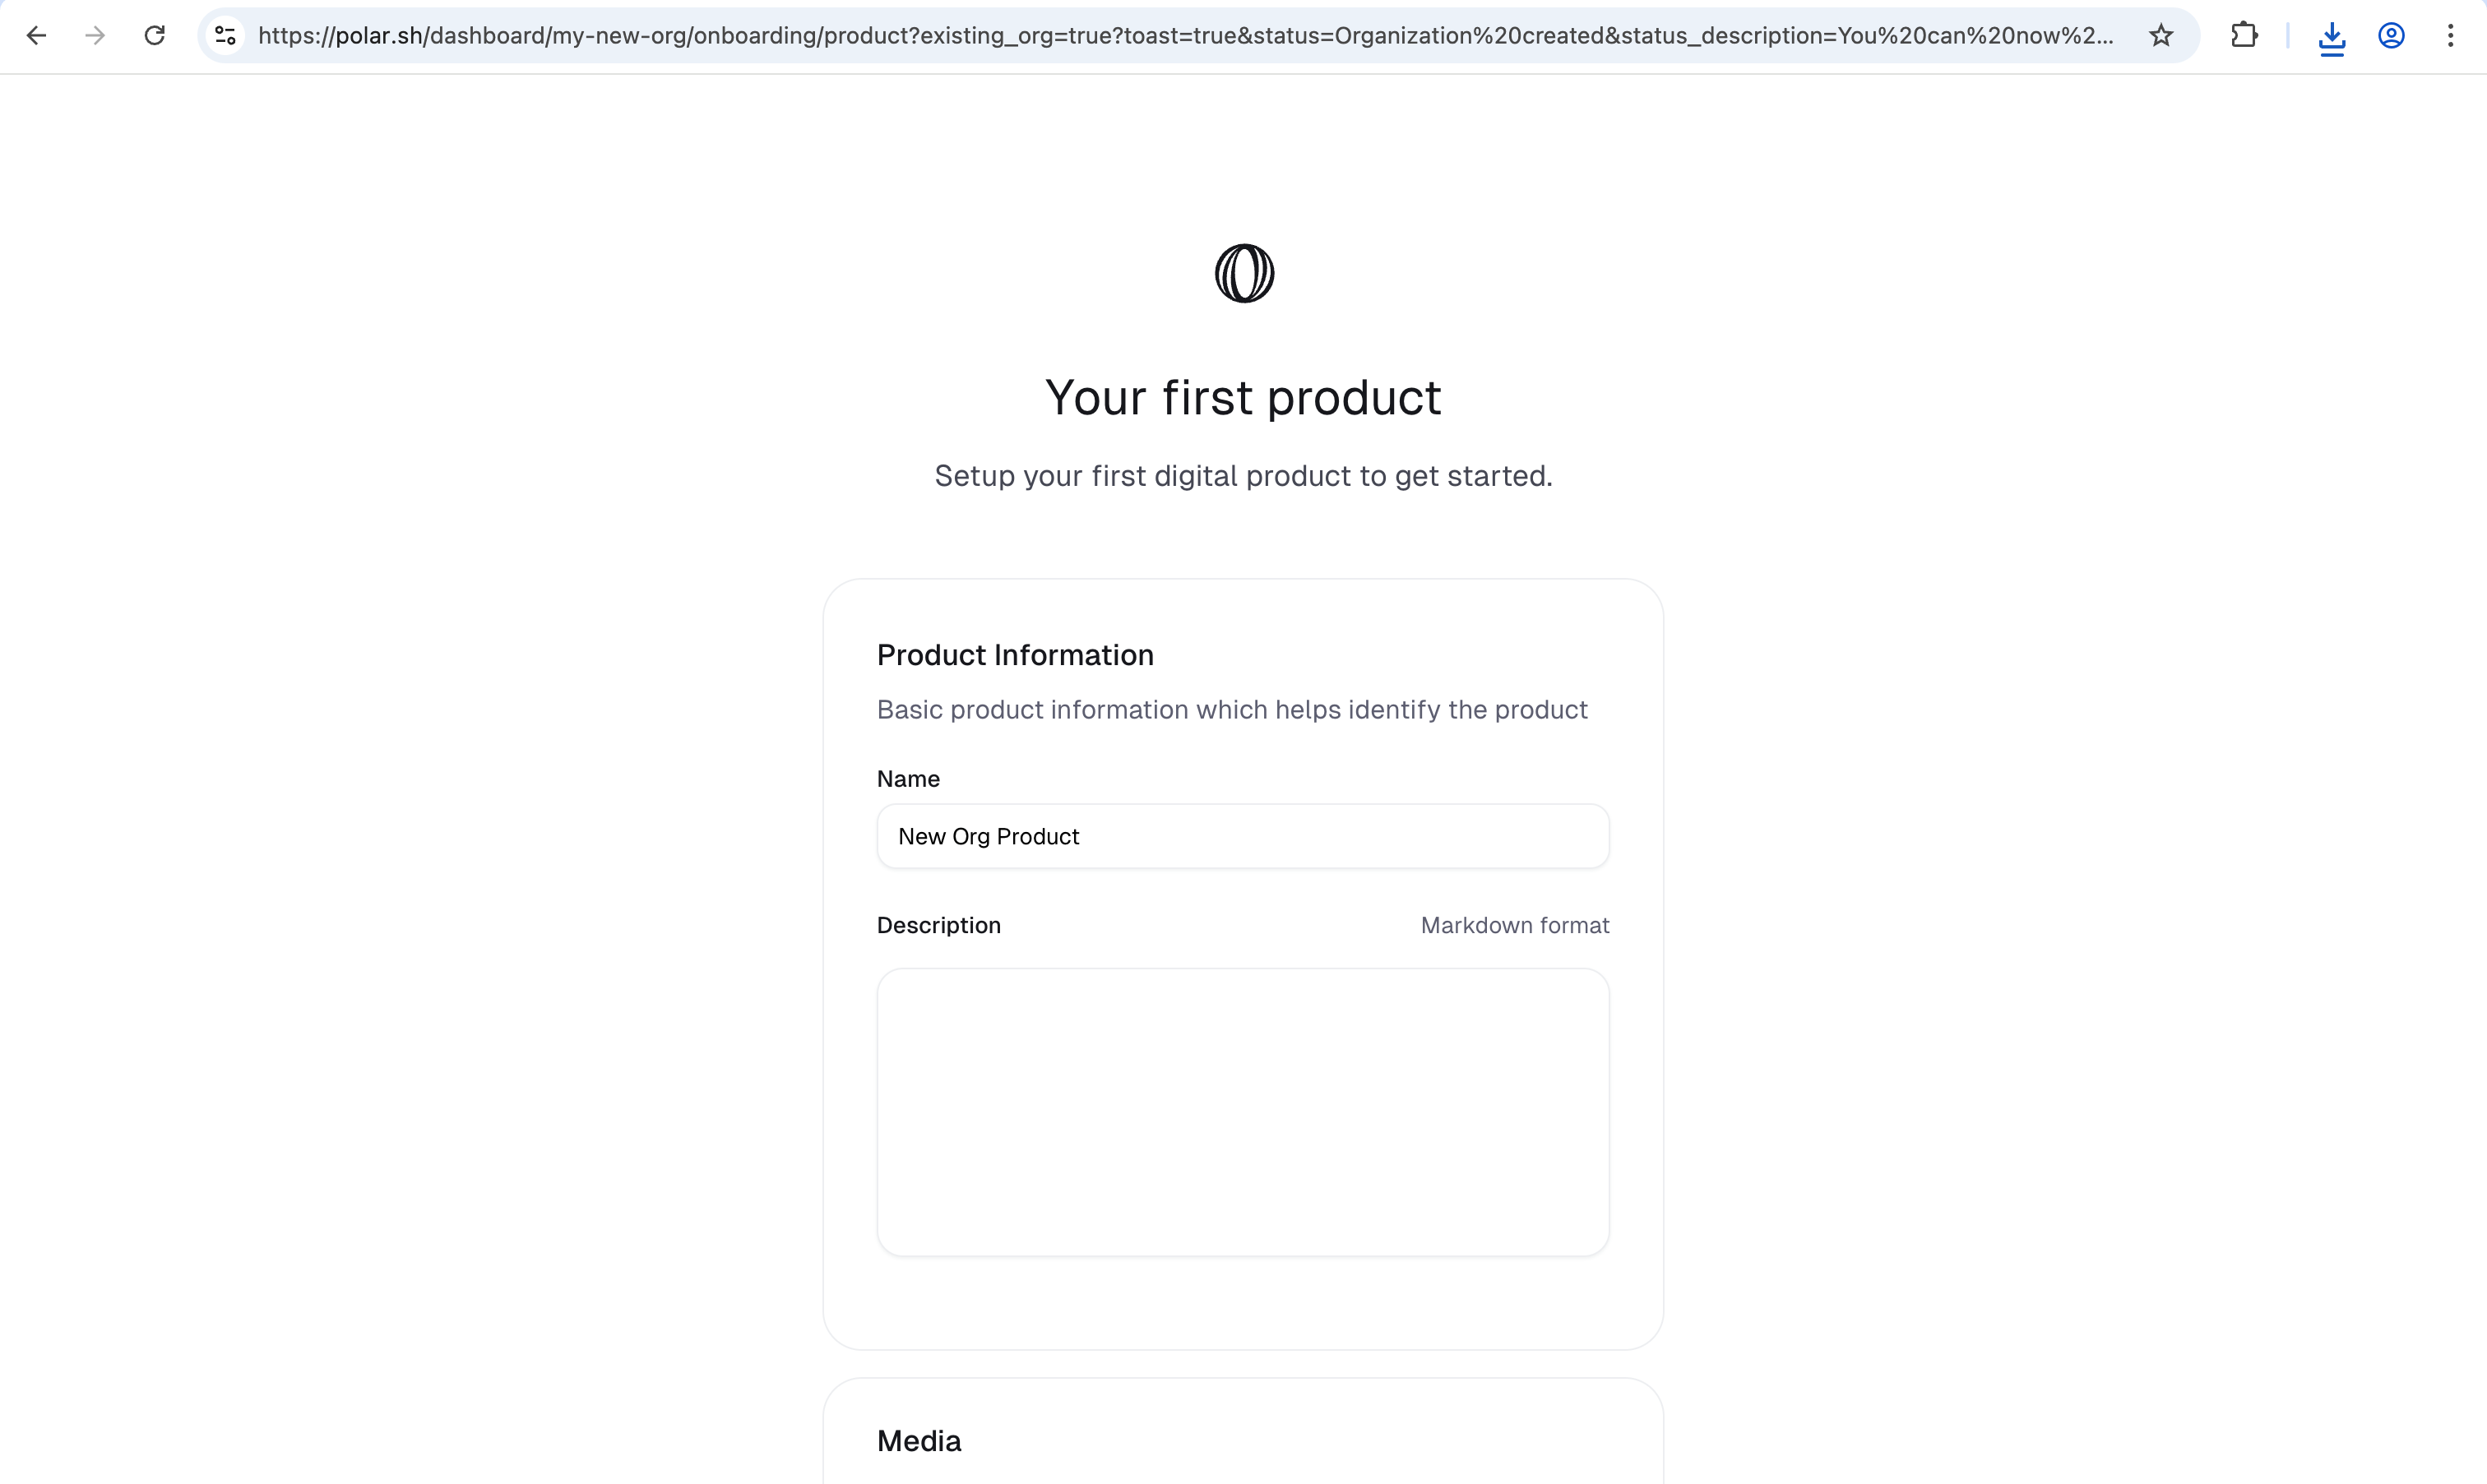 https://polar.sh/dashboard/my-new-org/onboarding/product?existing_org=true?toast=true&status=Organization%20created&status_description=You%20can%20now%2...
Your first product
Setup your first digital product to get started.
Product Information
Basic product information which helps identify the product
Name
New Org Product
Description Markdown format
Media